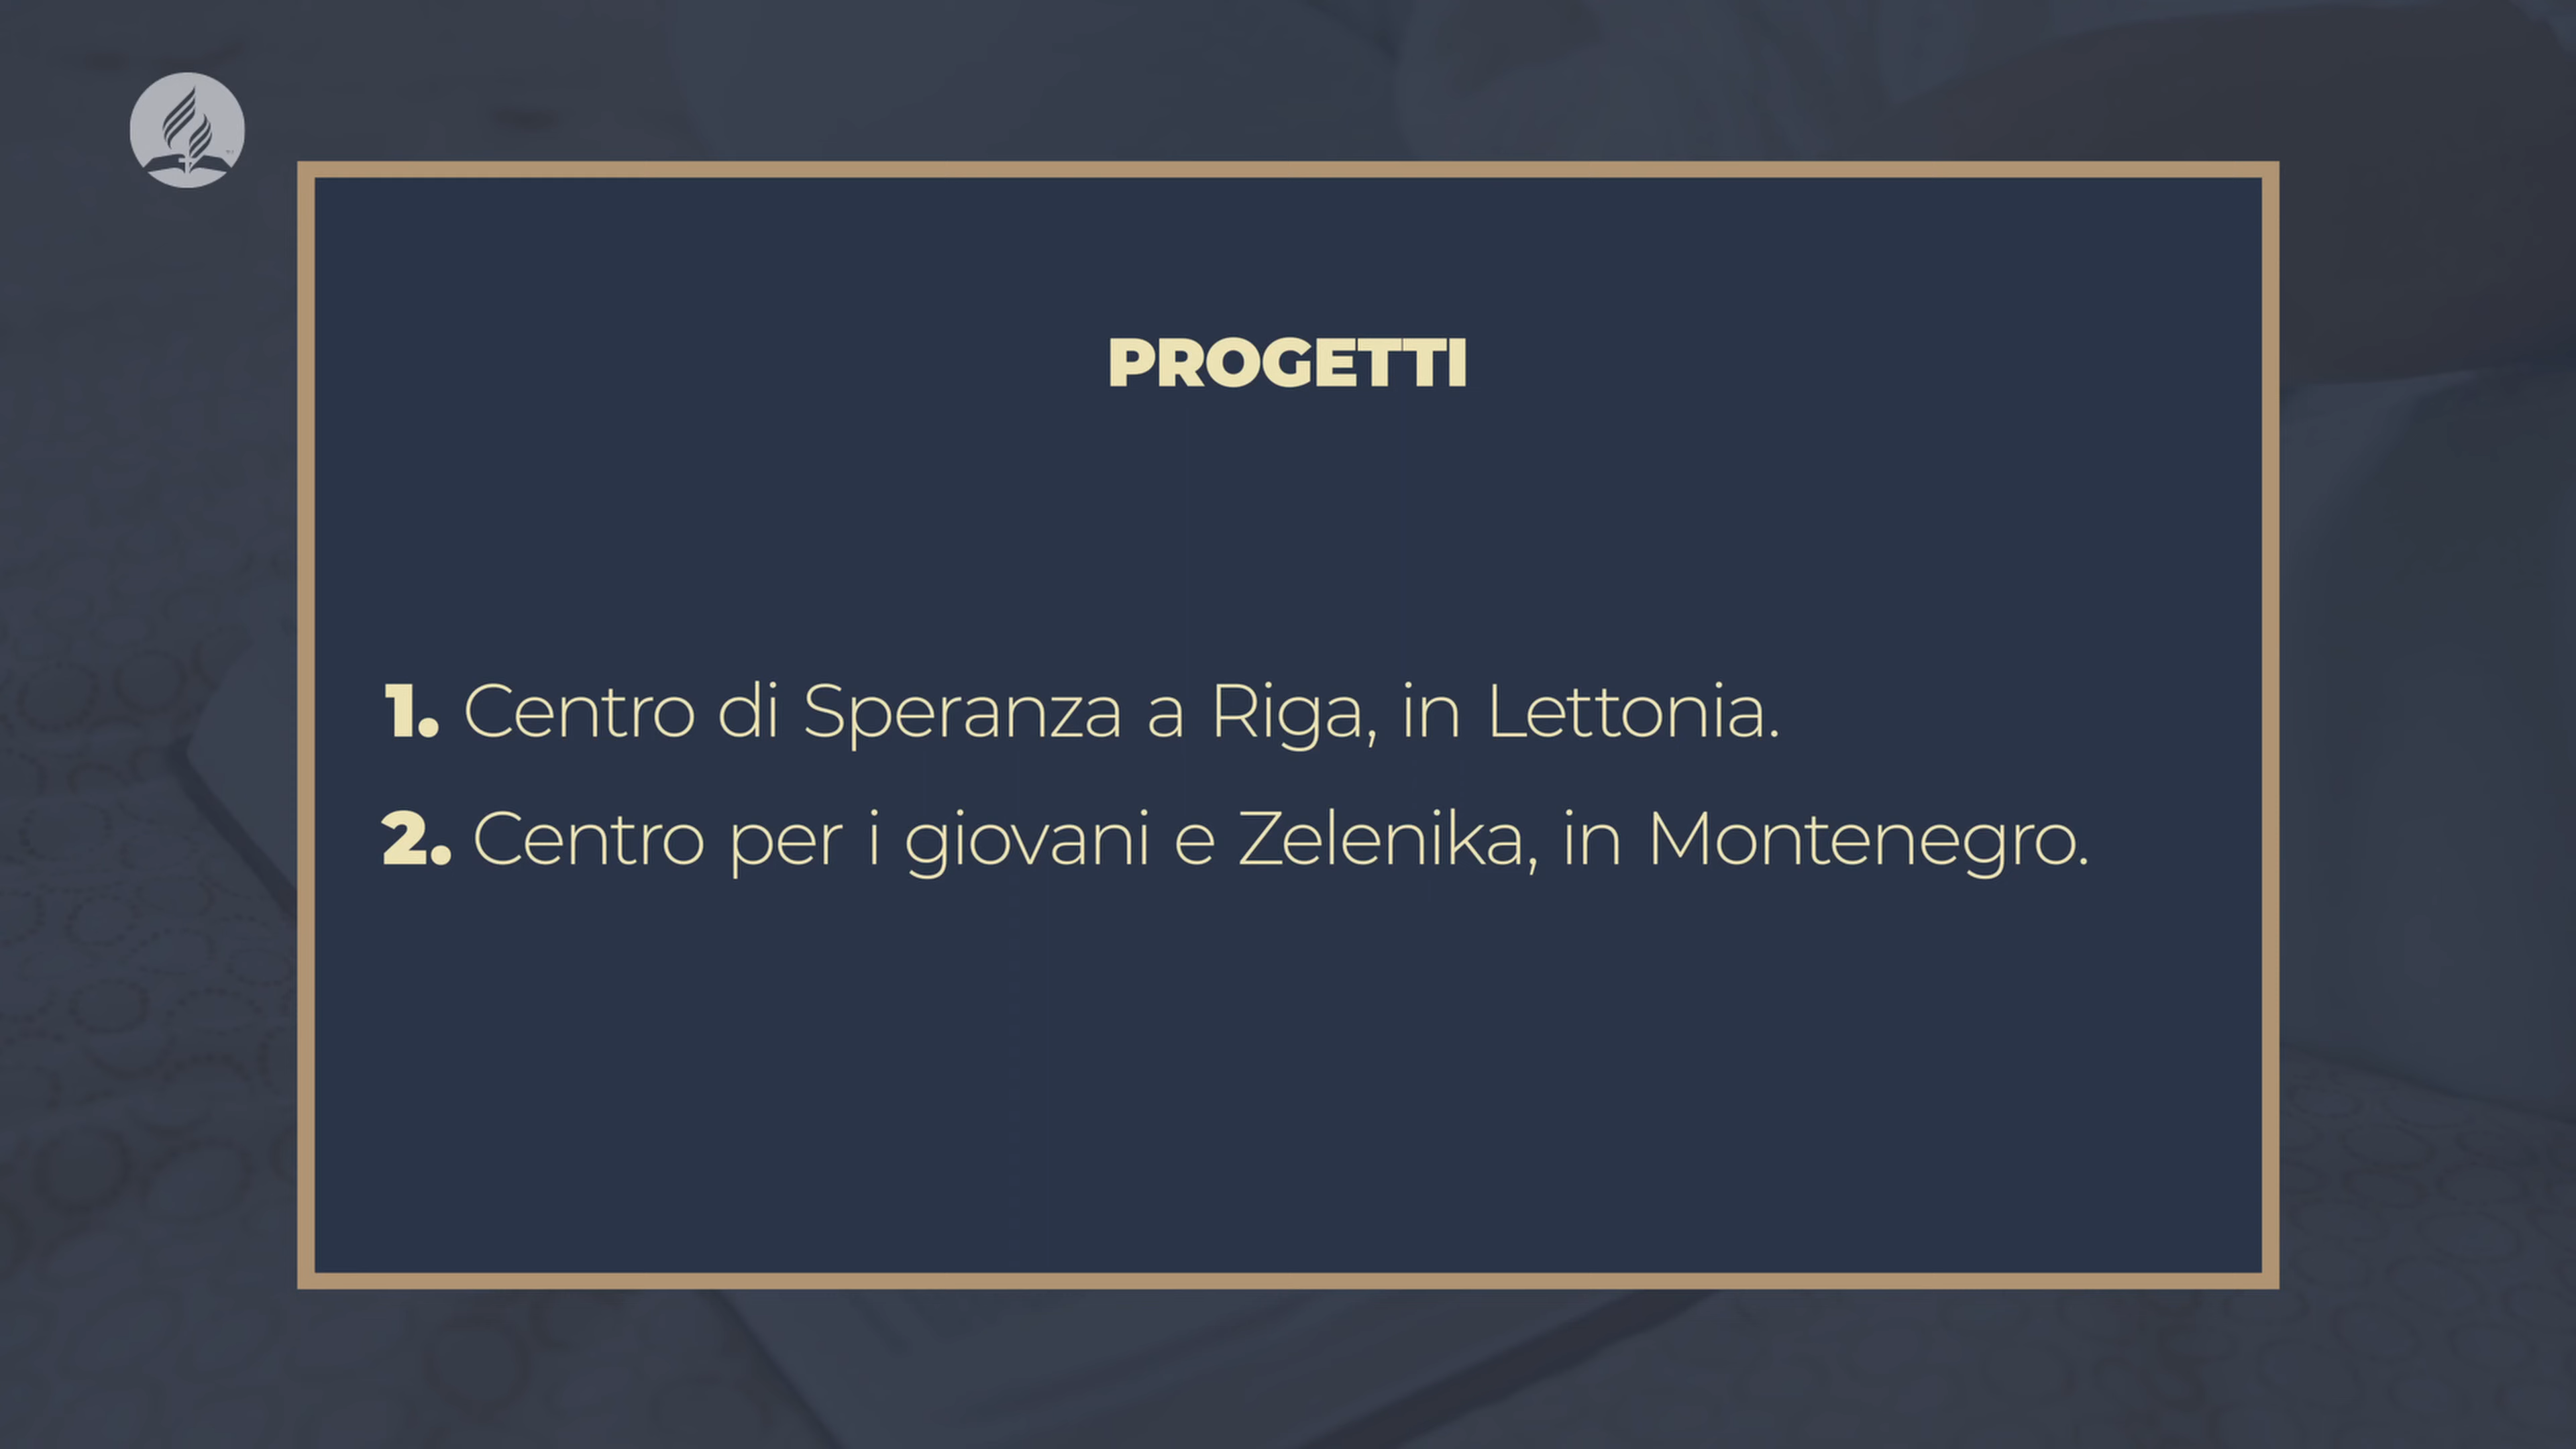 PROGETTI
1. Centro di Speranza a Riga, in Lettonia.
2. Centro per i giovani e Zelenika, in Montenegro.